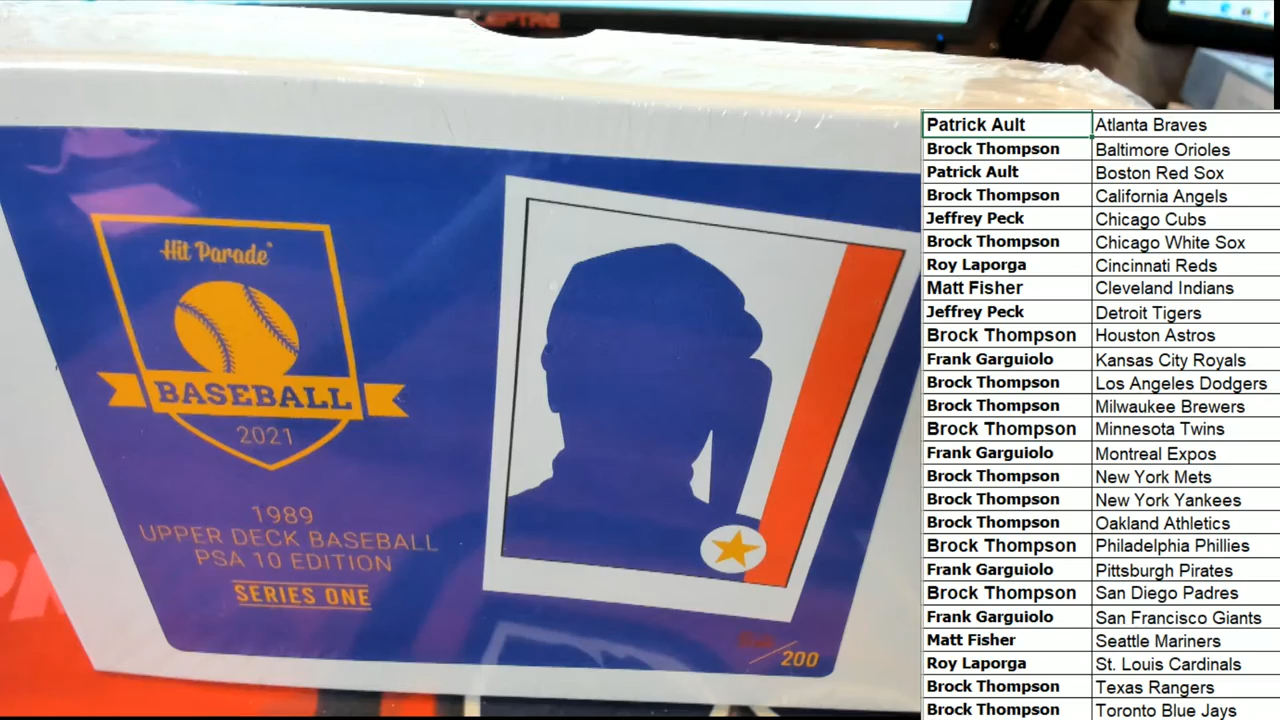 Hit Parade
BASEBALL
2021
1989
UPPER DECK BASEBALL
PSA 10 EDITION
SERIES ONE
/200
Patrick Ault Atlanta Braves
Brock Thompson Baltimore Orioles
Patrick Ault Boston Red Sox
Brock Thompson California Angels
Jeffrey Peck Chicago Cubs
Brock Thompson Chicago White Sox
Roy Laporga Cincinnati Reds
Matt Fisher Cleveland Indians
Jeffrey Peck Detroit Tigers
Brock Thompson Houston Astros
Frank Garguiolo Kansas City Royals
Brock Thompson Los Angeles Dodgers
Brock Thompson Milwaukee Brewers
Brock Thompson Minnesota Twins
Frank Garguiolo Montreal Expos
Brock Thompson New York Mets
Brock Thompson New York Yankees
Brock Thompson Oakland Athletics
Brock Thompson Philadelphia Phillies
Frank Garguiolo Pittsburgh Pirates
Brock Thompson San Diego Padres
Frank Garguiolo San Francisco Giants
Matt Fisher Seattle Mariners
Roy Laporga St. Louis Cardinals
Brock Thompson Texas Rangers
Brock Thompson Toronto Blue Jays